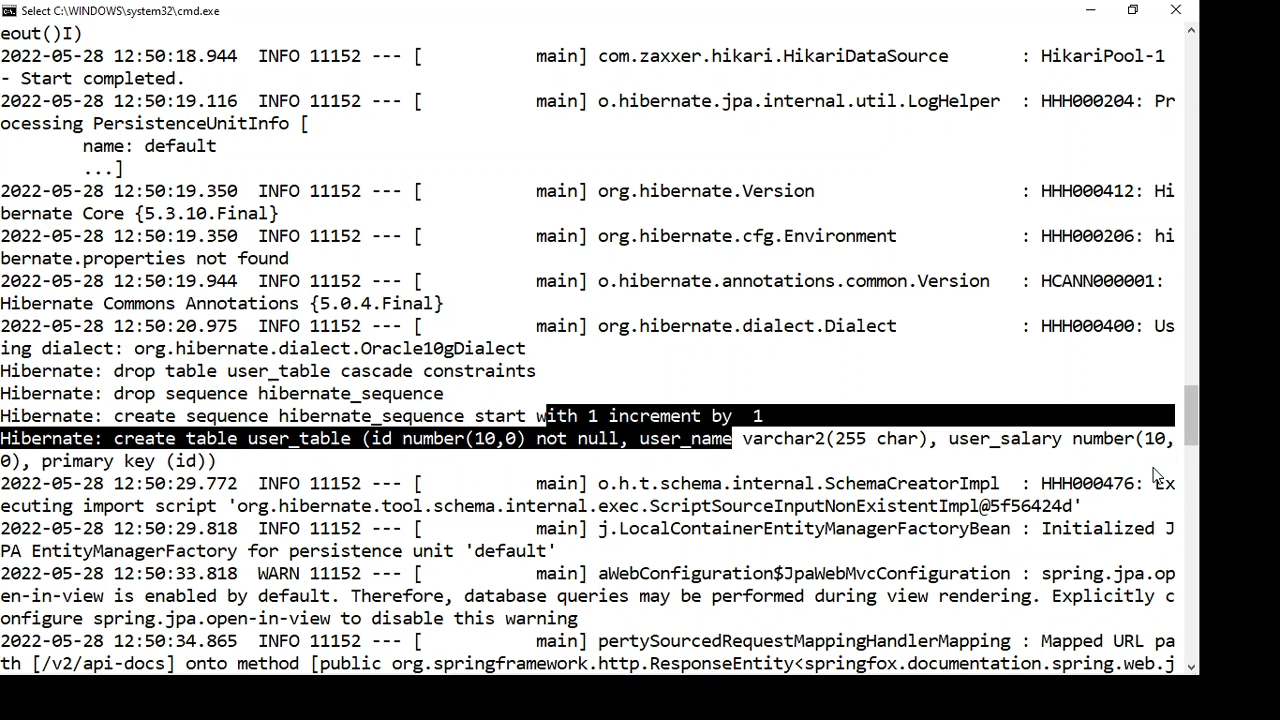 Select C:\WINDOWS\system32\cmd.exe
eout()I)
2022-05-28 12:50:18.944  INFO 11152 --- [           main] com.zaxxer.hikari.HikariDataSource       : HikariPool-1
- Start completed.
2022-05-28 12:50:19.116  INFO 11152 --- [           main] o.hibernate.jpa.internal.util.LogHelper  : HHH000204: Pr
ocessing PersistenceUnitInfo [
        name: default
        ...]
2022-05-28 12:50:19.350  INFO 11152 --- [           main] org.hibernate.Version                    : HHH000412: Hi
bernate Core {5.3.10.Final}
2022-05-28 12:50:19.350  INFO 11152 --- [           main] org.hibernate.cfg.Environment            : HHH000206: hi
bernate.properties not found
2022-05-28 12:50:19.944  INFO 11152 --- [           main] o.hibernate.annotations.common.Version   : HCANN000001:
Hibernate Commons Annotations {5.0.4.Final}
2022-05-28 12:50:20.975  INFO 11152 --- [           main] org.hibernate.dialect.Dialect            : HHH000400: Us
ing dialect: org.hibernate.dialect.Oracle10gDialect
Hibernate: drop table user_table cascade constraints
Hibernate: drop sequence hibernate_sequence
Hibernate: create sequence hibernate_sequence start with 1 increment by  1
Hibernate: create table user_table (id number(10,0) not null, user_name varchar2(255 char), user_salary number(10,
0), primary key (id))
2022-05-28 12:50:29.772  INFO 11152 --- [           main] o.h.t.schema.internal.SchemaCreatorImpl  : HHH000476: Ex
ecuting import script 'org.hibernate.tool.schema.internal.exec.ScriptSourceInputNonExistentImpl@5f56424d'
2022-05-28 12:50:29.818  INFO 11152 --- [           main] j.LocalContainerEntityManagerFactoryBean : Initialized J
PA EntityManagerFactory for persistence unit 'default'
2022-05-28 12:50:33.818  WARN 11152 --- [           main] aWebConfiguration$JpaWebMvcConfiguration : spring.jpa.op
en-in-view is enabled by default. Therefore, database queries may be performed during view rendering. Explicitly c
onfigure spring.jpa.open-in-view to disable this warning
2022-05-28 12:50:34.865  INFO 11152 --- [           main] pertySourcedRequestMappingHandlerMapping : Mapped URL pa
th [/v2/api-docs] onto method [public org.springframework.http.ResponseEntity<springfox.documentation.spring.web.j